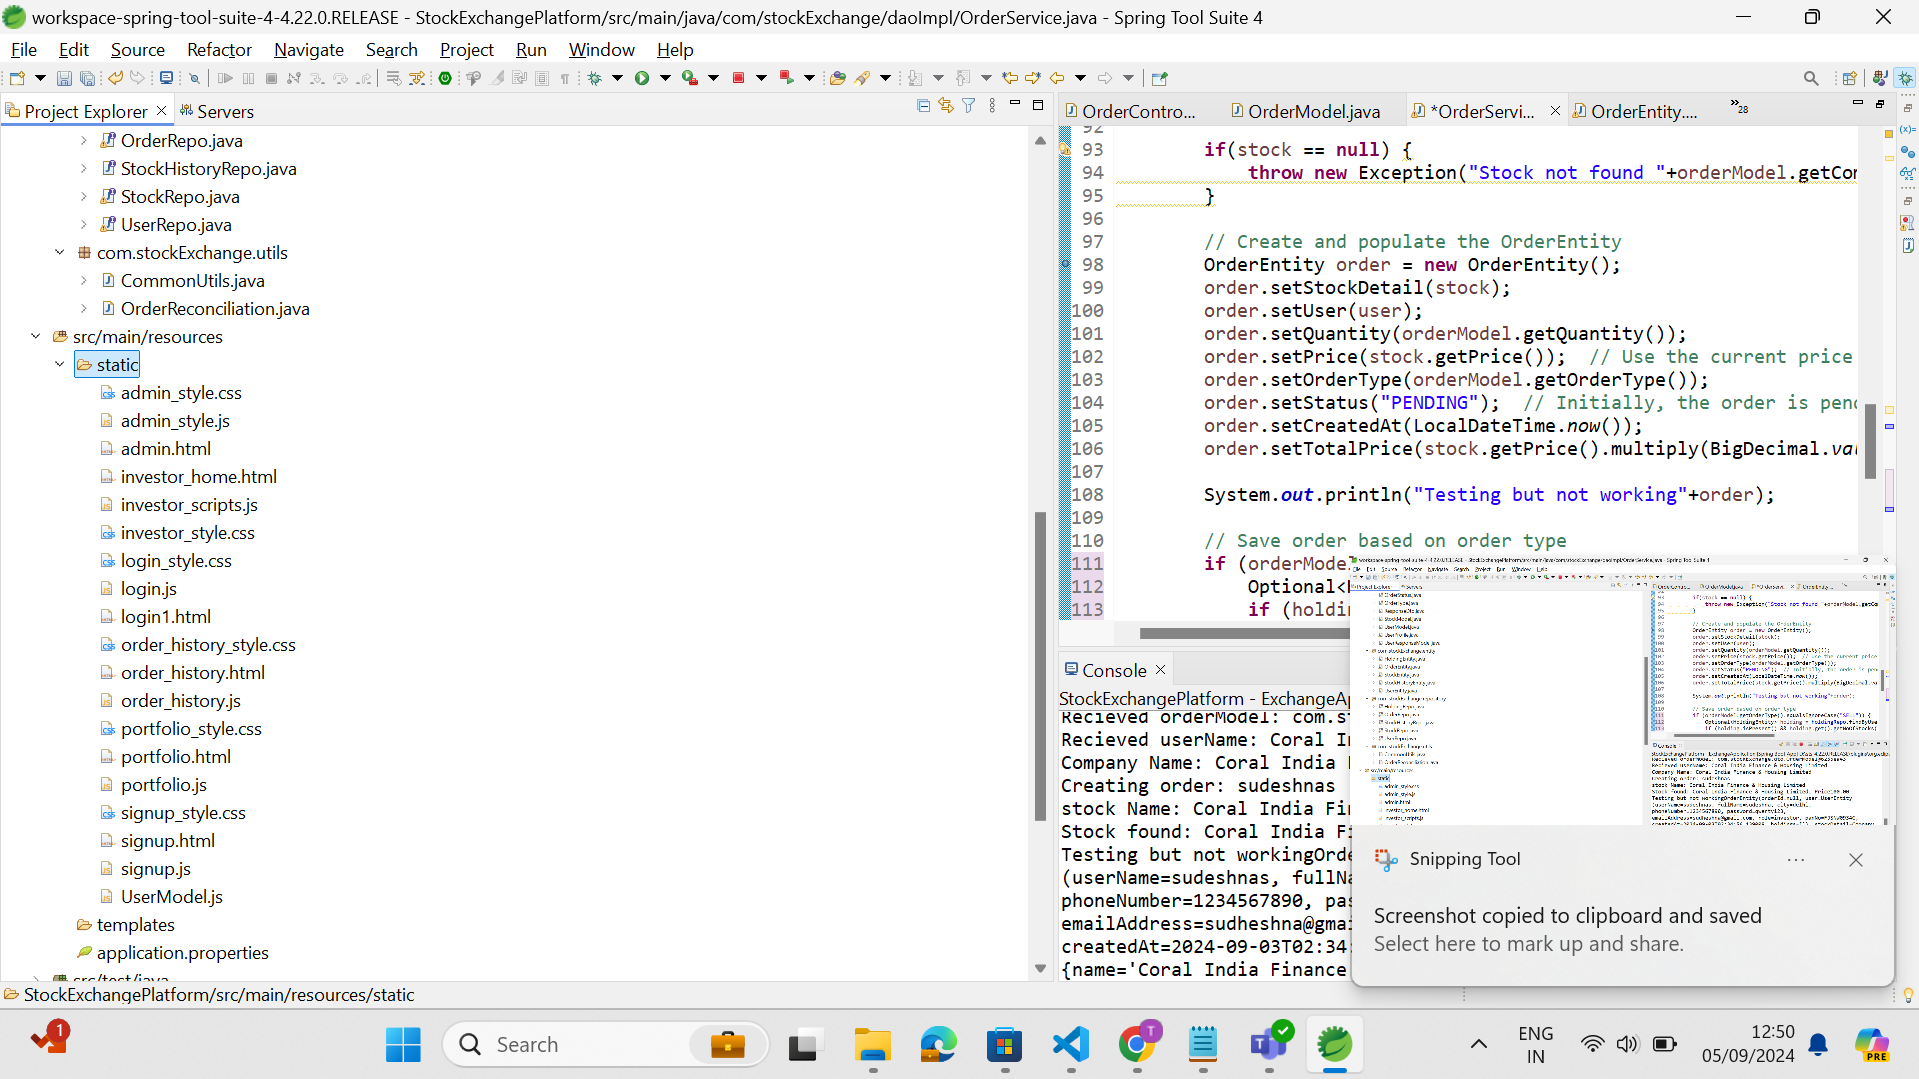 workspace-spring-tool-suite-4-4.22.0.RELEASE - StockExchangePlatform/src/main/java/com/stockExchange/daoImpl/OrderService.java - Spring Tool Suite 4
File Edit Source Refactor Navigate Search Project Run Window Help
Project Explorer
Servers
OrderRepo.java
StockHistoryRepo.java
StockRepo.java
UserRepo.java
com.stockExchange.utils
CommonUtils.java
OrderReconciliation.java
src/main/resources
static
admin_style.css
admin_style.js
admin.html
investor_home.html
investor_scripts.js
investor_style.css
login_style.css
login.js
login1.html
order_history_style.css
order_history.html
order_history.js
portfolio_style.css
portfolio.html
portfolio.js
signup_style.css
signup.html
signup.js
UserModel.js
templates
application.properties
src/test/java
OrderContro...
OrderModel.java
*OrderServi...
OrderEntity....
»28
92
93 if(stock == null) {
94 throw new Exception("Stock not found "+orderModel.getCo
95 }
96
97 // Create and populate the OrderEntity
98 OrderEntity order = new OrderEntity();
99 order.setStockDetail(stock);
100 order.setUser(user);
101 order.setQuantity(orderModel.getQuantity());
102 order.setPrice(stock.getPrice()); // Use the current price
103 order.setOrderType(orderModel.getOrderType());
104 order.setStatus("PENDING"); // Initially, the order is pen
105 order.setCreatedAt(LocalDateTime.now());
106 order.setTotalPrice(stock.getPrice().multiply(BigDecimal.va
107
108 System.out.println("Testing but not working"+order);
109
110 // Save order based on order type
111 if (orderMode
112 Optional<
113 if (holdin
Console
StockExchangePlatform - ExchangeAp
Recieved orderModel: com.st
Recieved userName: Coral I
Company Name: Coral India
Creating order: sudeshnas
stock Name: Coral India Fi
Stock found: Coral India F
Testing but not workingOrd
(userName=sudeshnas, fullNa
phoneNumber=1234567890, pas
emailAddress=sudheshna@gmai
createdAt=2024-09-03T02:34:
{name='Coral India Finance
Snipping Tool
Screenshot copied to clipboard and saved
Select here to mark up and share.
StockExchangePlatform/src/main/resources/static
1
Search
T
ENG
IN
12:50
05/09/2024
PRE